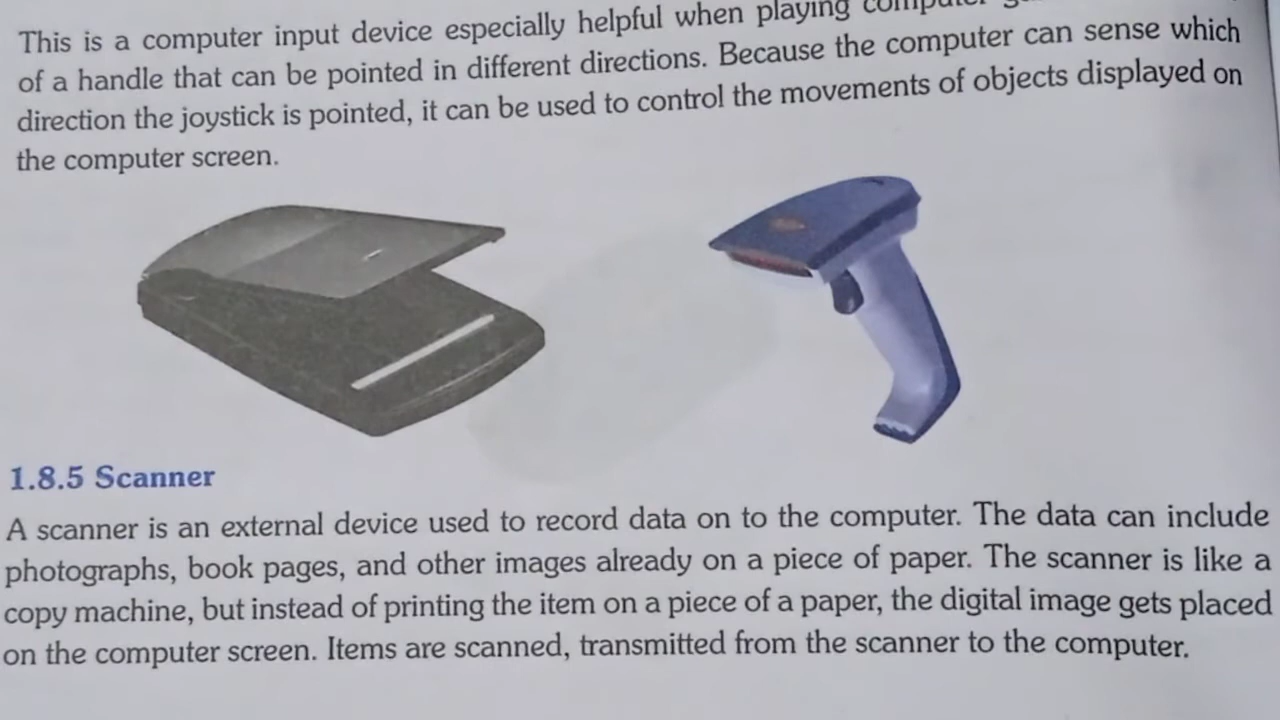 This is a computer input device especially helpful when playing computer
of a handle that can be pointed in different directions. Because the computer can sense which
direction the joystick is pointed, it can be used to control the movements of objects displayed on
the computer screen.
1.8.5 Scanner
A scanner is an external device used to record data on to the computer. The data can include
photographs, book pages, and other images already on a piece of paper. The scanner is like a
copy machine, but instead of printing the item on a piece of a paper, the digital image gets placed
on the computer screen. Items are scanned, transmitted from the scanner to the computer.